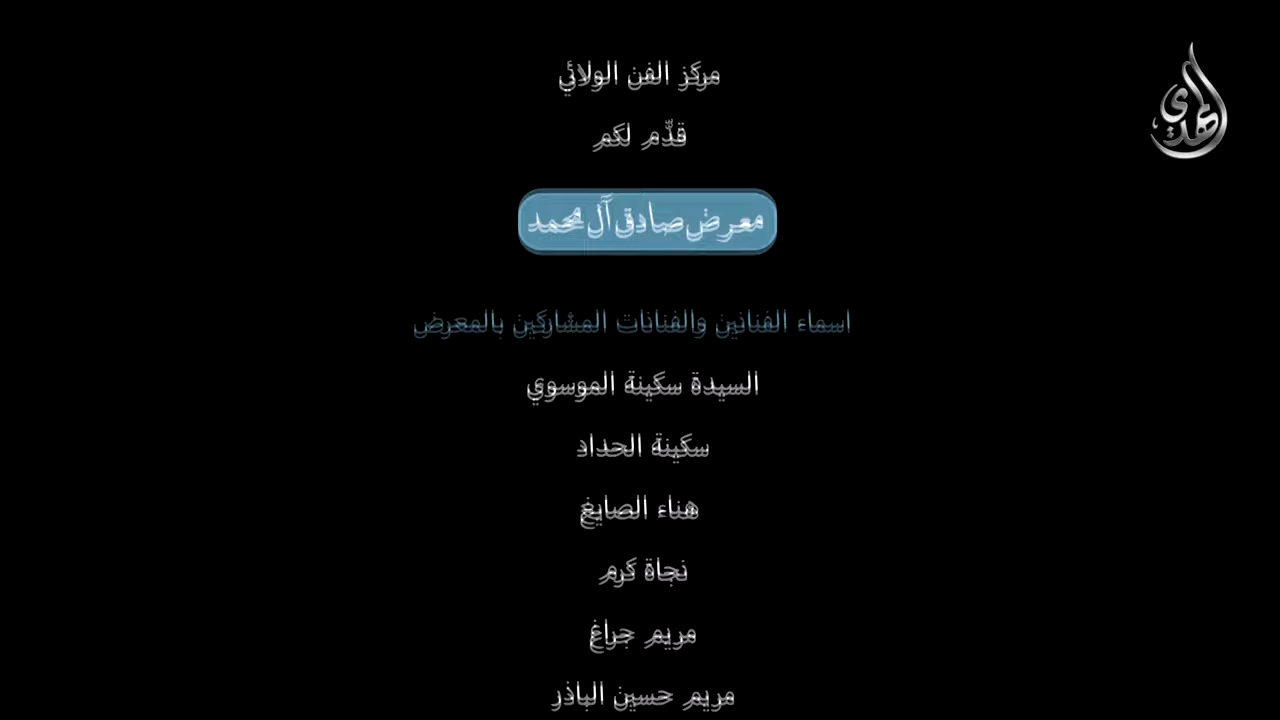 مركز الفن الولائي
المهدي
قدّم لكم
معرض صادق آل محمد
اسماء الفنانين والفنانات المشاركين بالمعرض
السيدة سكينة الموسوي
سكينة الحداد
هناء الصايغ
نجاة كرم
مريم جراغ
مريم حسين الباذر